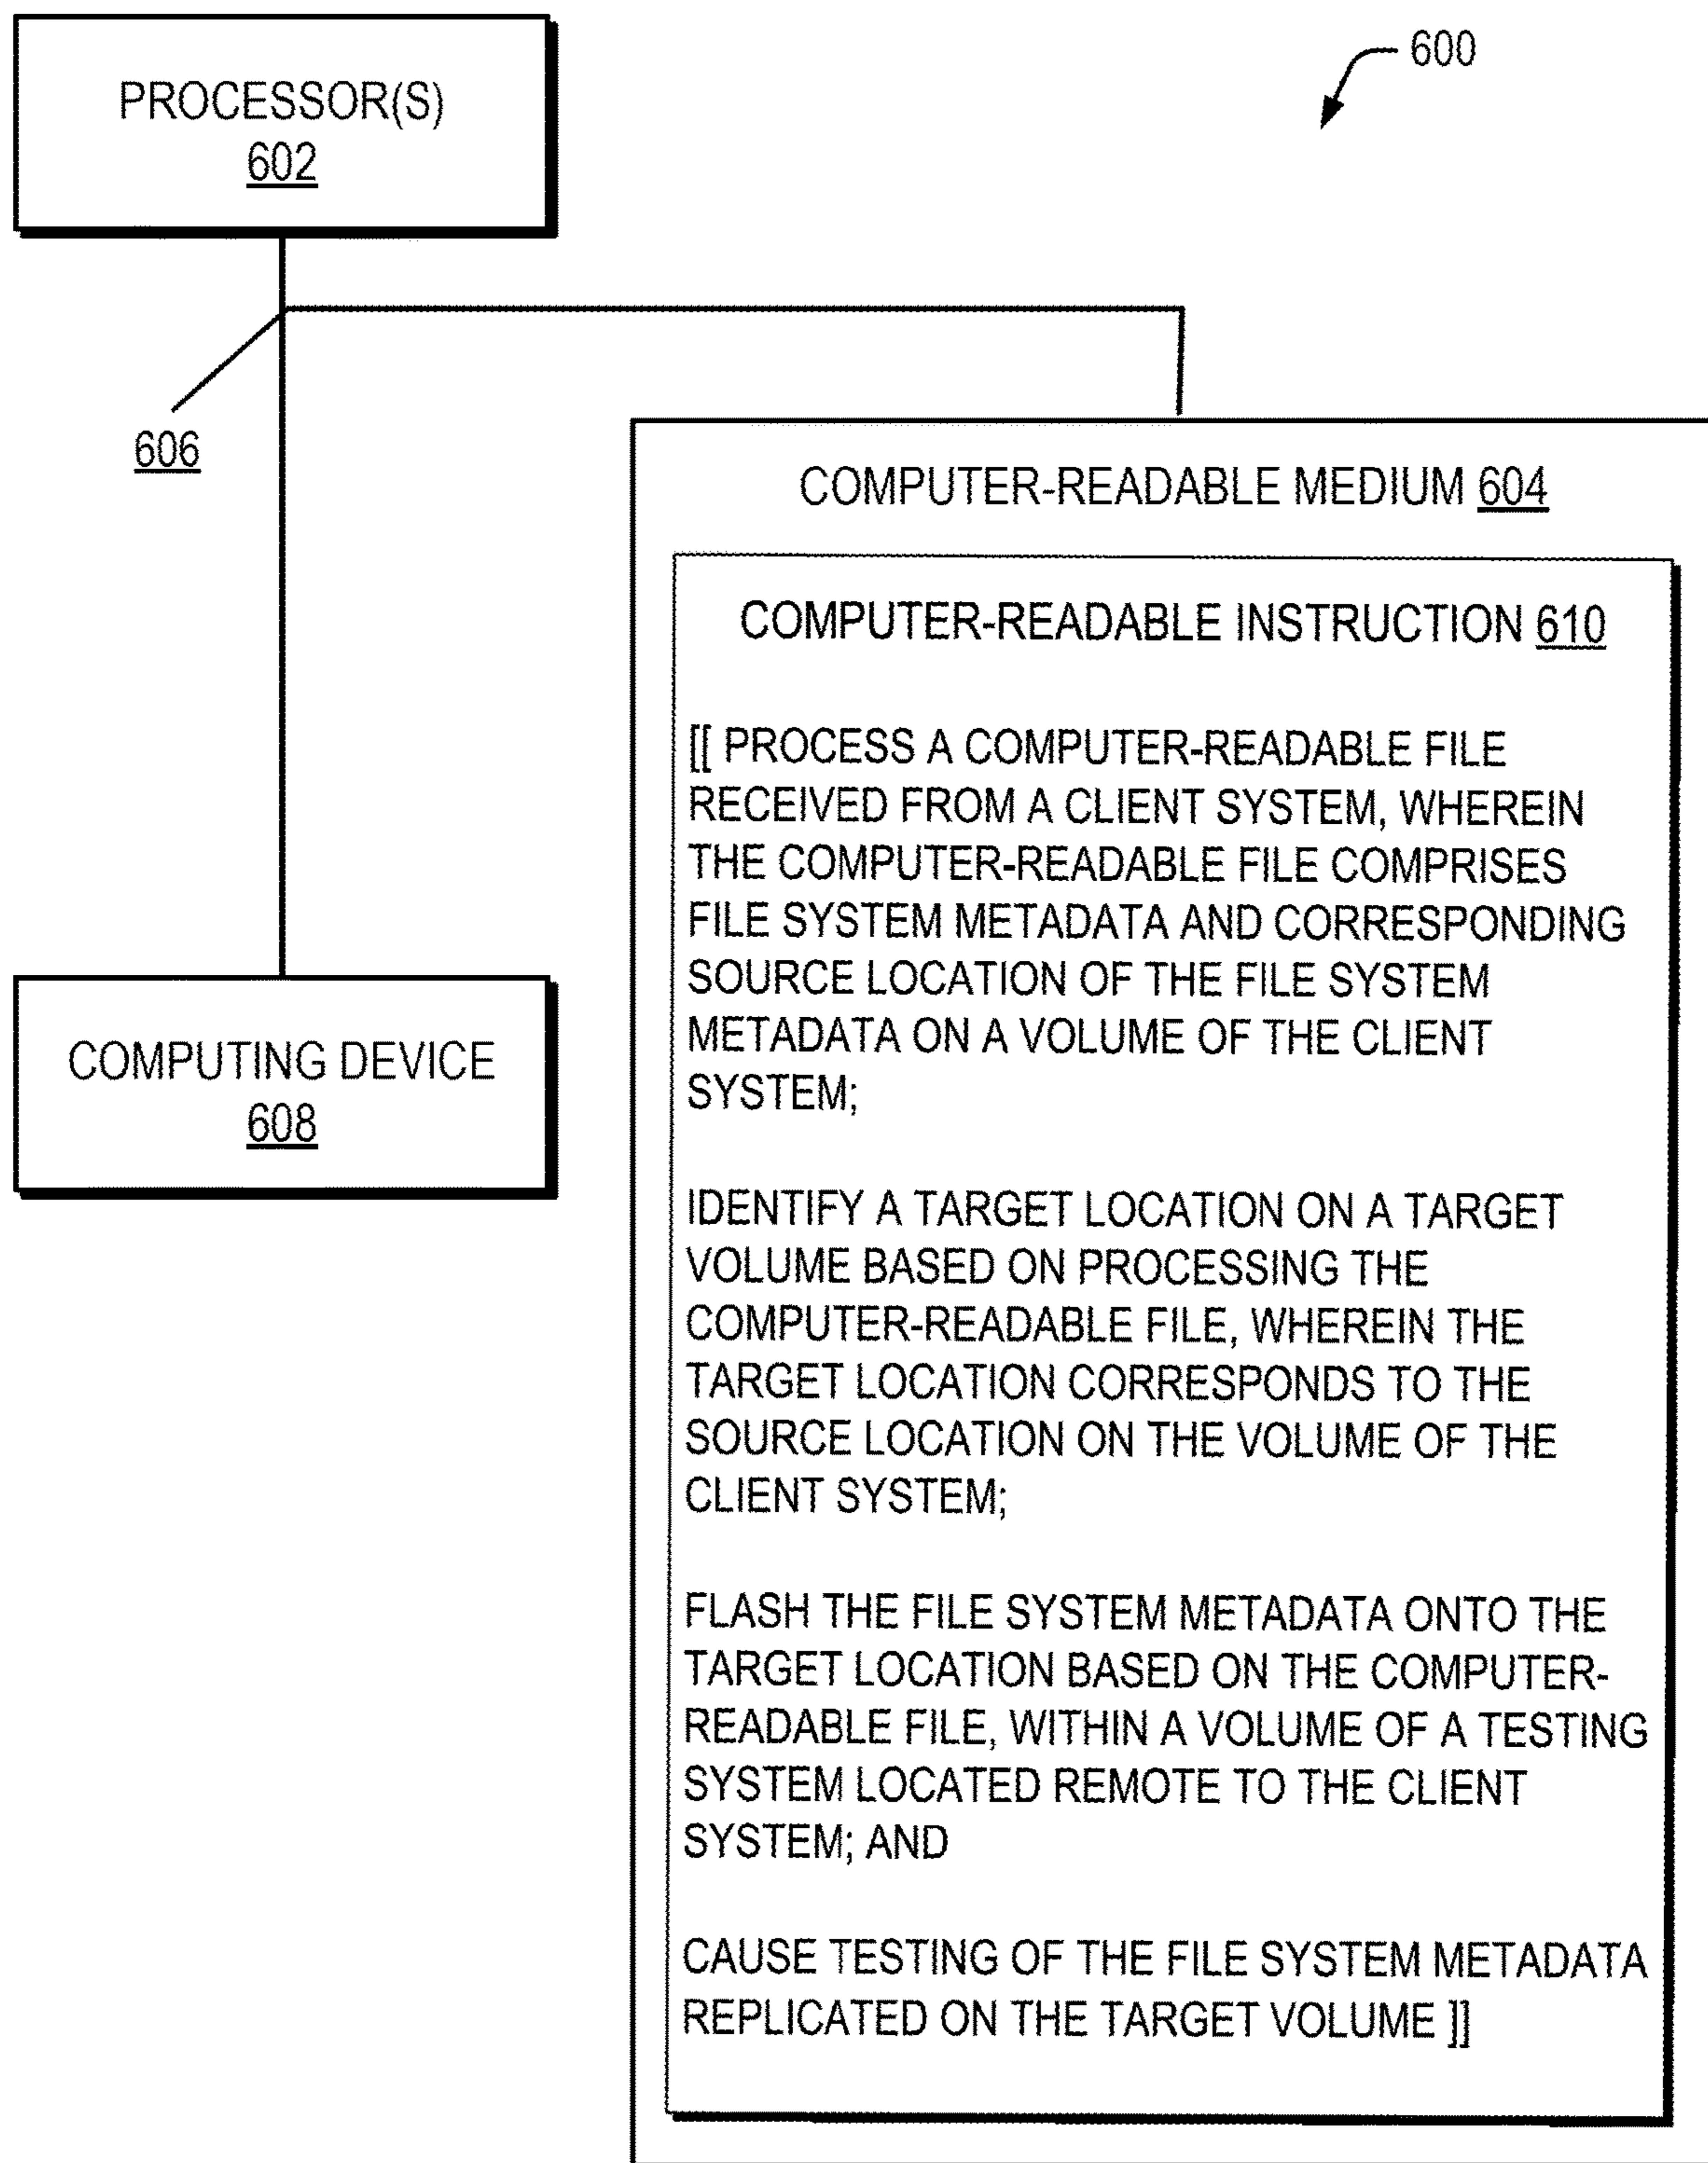 PROCESSOR(S)
602
600
606
COMPUTER-READABLE MEDIUM 604
COMPUTER-READABLE INSTRUCTION 610
[[ PROCESS A COMPUTER-READABLE FILE
RECEIVED FROM A CLIENT SYSTEM, WHEREIN
THE COMPUTER-READABLE FILE COMPRISES
FILE SYSTEM METADATA AND CORRESPONDING
SOURCE LOCATION OF THE FILE SYSTEM
METADATA ON A VOLUME OF THE CLIENT
SYSTEM;
IDENTIFY A TARGET LOCATION ON A TARGET
VOLUME BASED ON PROCESSING THE
COMPUTER-READABLE FILE, WHEREIN THE
TARGET LOCATION CORRESPONDS TO THE
SOURCE LOCATION ON THE VOLUME OF THE
CLIENT SYSTEM;
FLASH THE FILE SYSTEM METADATA ONTO THE
TARGET LOCATION BASED ON THE COMPUTER-
READABLE FILE, WITHIN A VOLUME OF A TESTING
SYSTEM LOCATED REMOTE TO THE CLIENT
SYSTEM; AND
CAUSE TESTING OF THE FILE SYSTEM METADATA
REPLICATED ON THE TARGET VOLUME ]]
COMPUTING DEVICE
608